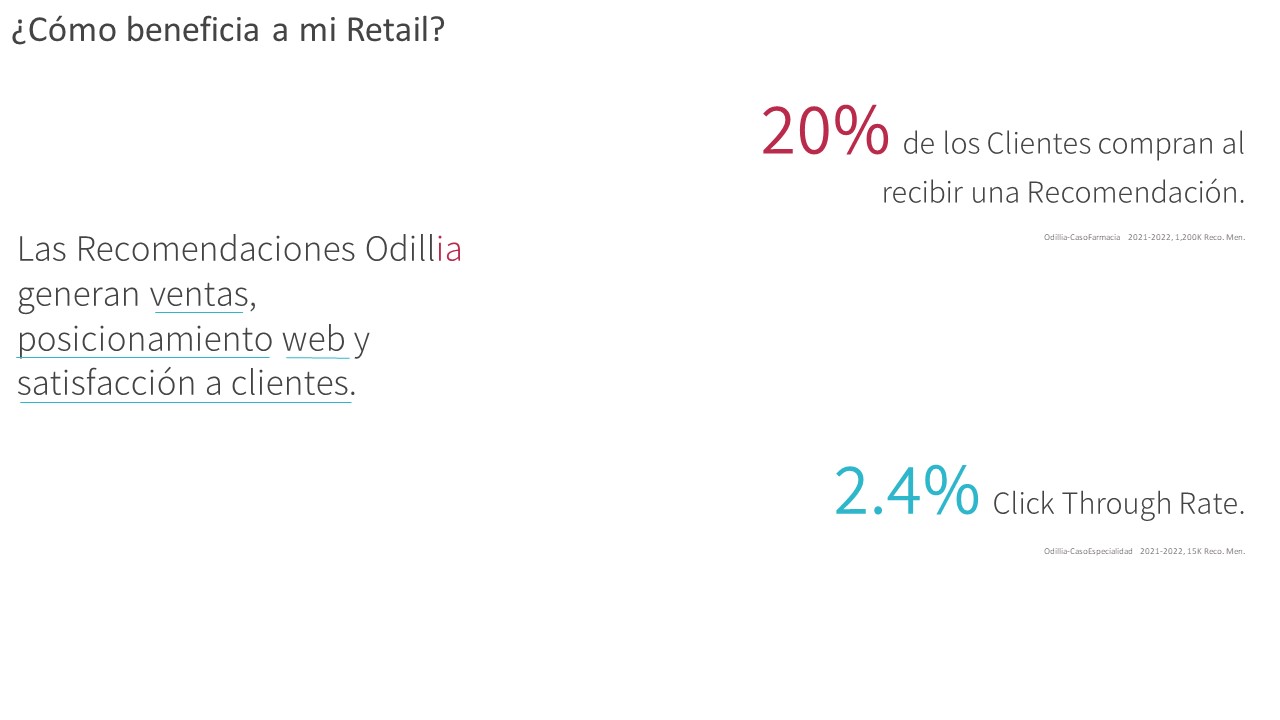 ¿Cómo beneficia a mi Retail?
Las Recomendaciones Odillia
generan ventas,
posicionamiento web y
satisfacción a clientes.
20% de los Clientes compran al
recibir una Recomendación.
Odillia-CasoFarmacia 2021-2022, 1,200K Reco. Men.
2.4% Click Through Rate.
Odillia-CasoEspecialidad 2021-2022, 15K Reco. Men.